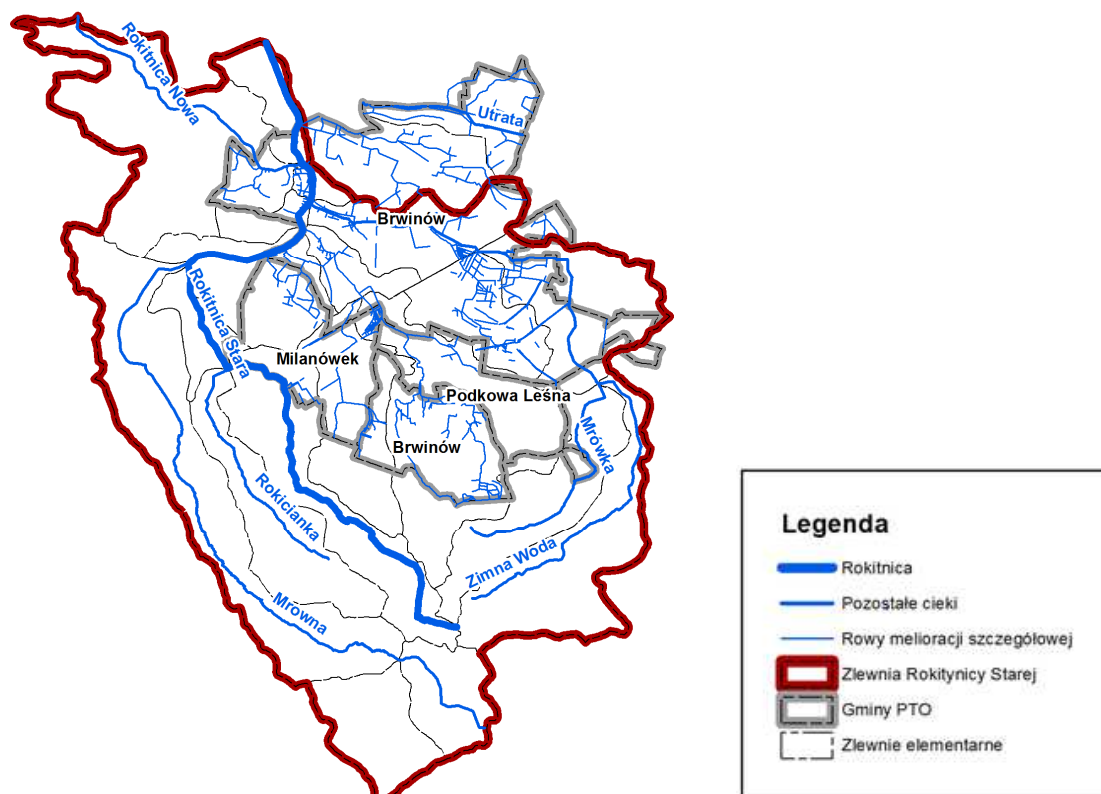 Rokitnica Nowa
Utrata
Brwinów
Rokitnica Stara
Milanówek
Podkowa Leśna
Brwinów
Mrówka
Rokicianka
Zimna Woda
Mrowna
Legenda
Rokitnica
Pozostałe cieki
Rowy melioracji szczegółowej
Zlewnia Rokitynicy Starej
Gminy PTO
Zlewnie elementarne